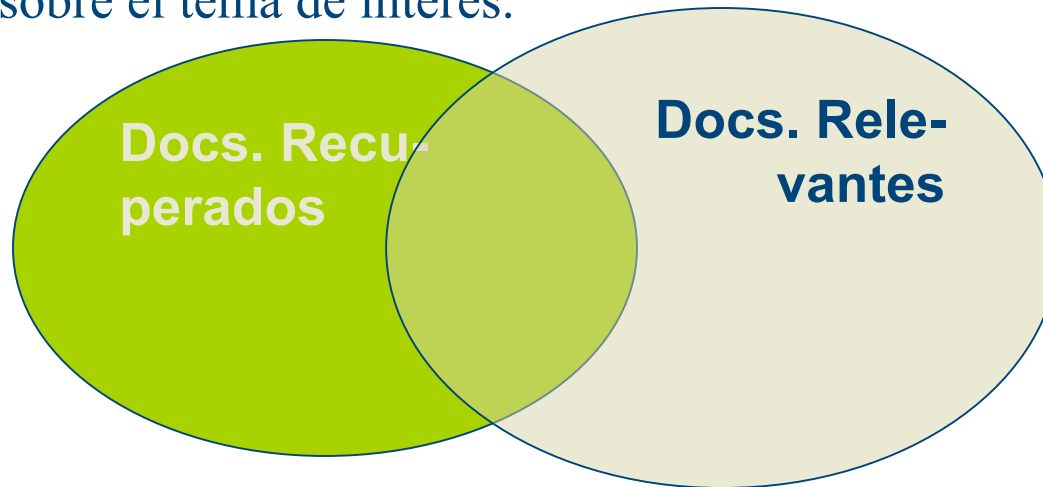 sobre el tema de interés.
Docs. Recu-
perados
Docs. Rele-
vantes